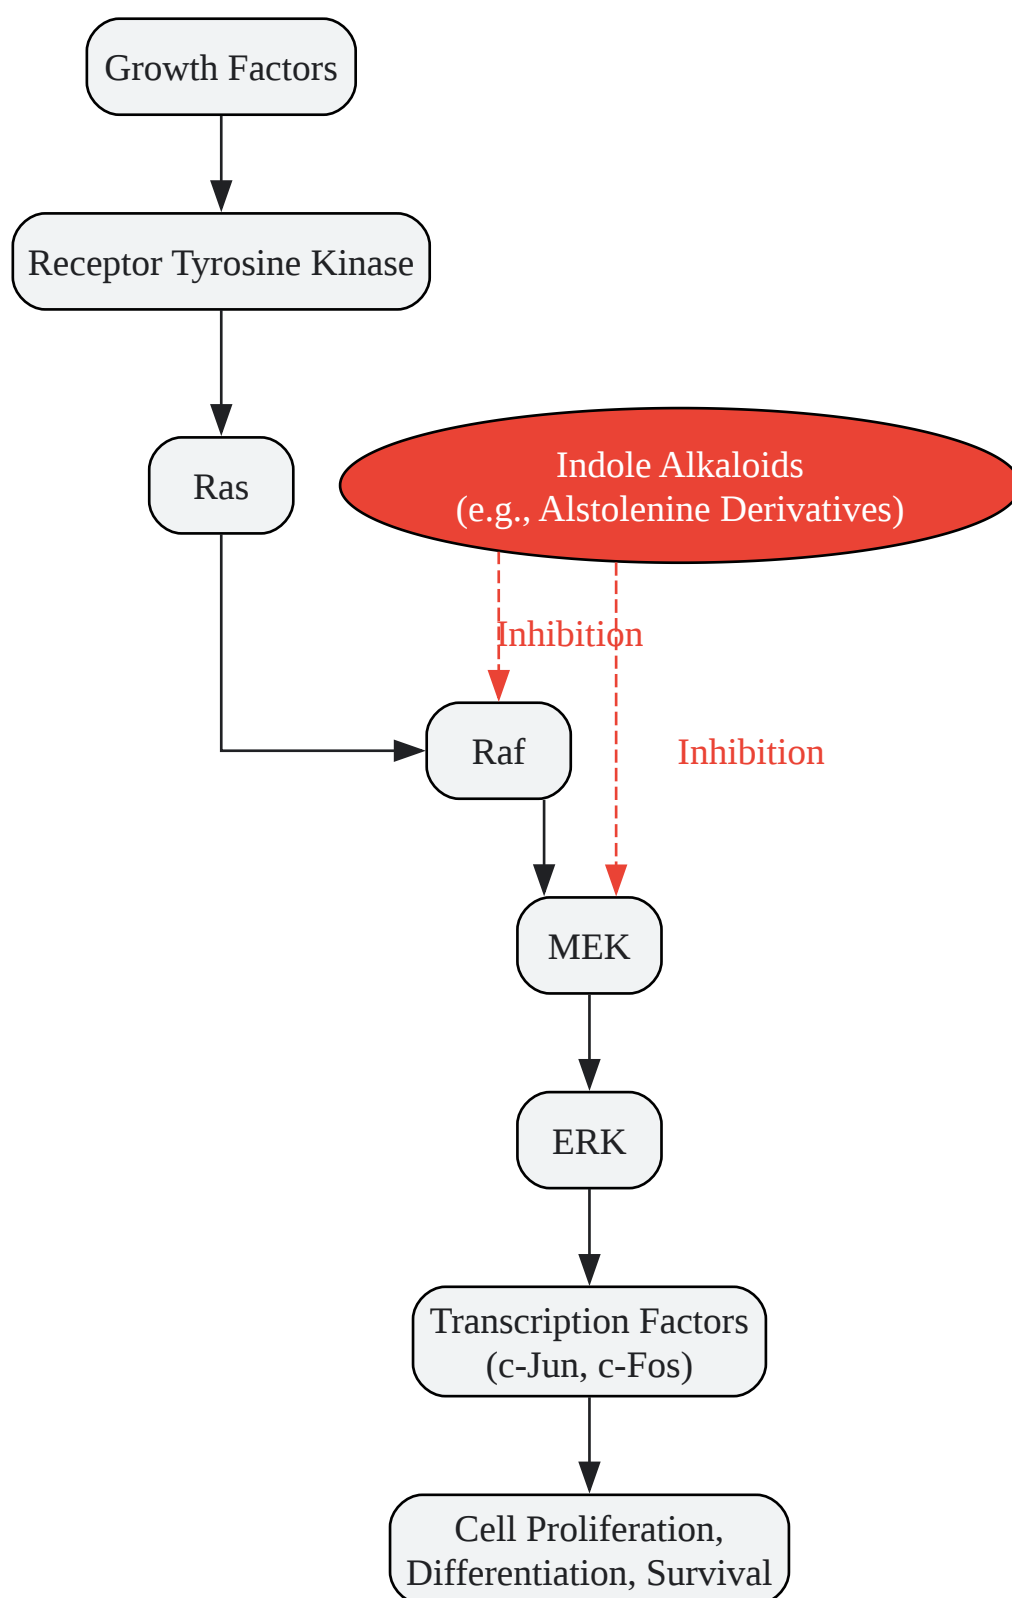 Growth Factors
Receptor Tyrosine Kinase
Ras
Indole Alkaloids
(e.g., Alstolenine Derivatives)
Inhibition
Raf
Inhibition
MEK
ERK
Transcription Factors
(c-Jun, c-Fos)
Cell Proliferation,
Differentiation, Survival